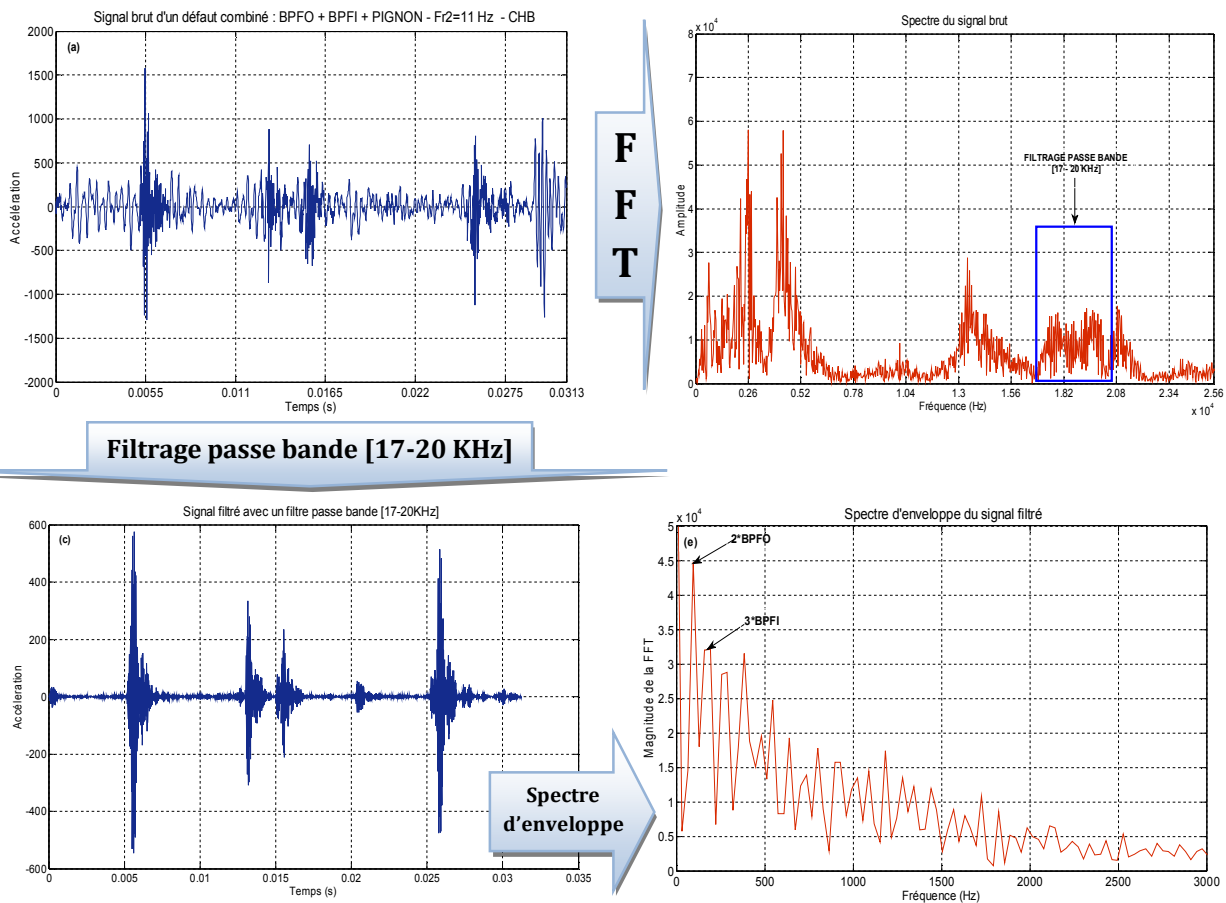 Signal brut d'un défaut combiné : BPFO + BPFI + PIGNON - Fr2=11 Hz - CHB
(a)
Accélération
2000
1500
1000
500
0
-500
-1000
-1500
-2000
0 0.0055 0.011 0.0165 0.022 0.0275 0.0313
Temps (s)
F
F
T
Spectre du signal brut
x 10^4
Amplitude
8
7
6
5
4
3
2
1
0
FILTRAGE PASSE BANDE
[17-- 20 KHz]
0 0.26 0.52 0.78 1.04 1.3 1.56 1.82 2.08 2.34 2.56
x 10^4
Fréquence (Hz)
Filtrage passe bande [17-20 KHz]
Signal filtré avec un filtre passe bande [17-20KHz]
(c)
Accéleration
600
400
200
0
-200
-400
-600
0 0.005 0.01 0.015 0.02 0.025 0.03 0.035
Temps (s)
Spectre
d'enveloppe
Spectre d'enveloppe du signal filtré
x 10^4
(e)
2*BPFO
3*BPFI
Magnitude de la FFT
5
4.5
4
3.5
3
2.5
2
1.5
1
0.5
0
0 500 1000 1500 2000 2500 3000
Fréquence (Hz)